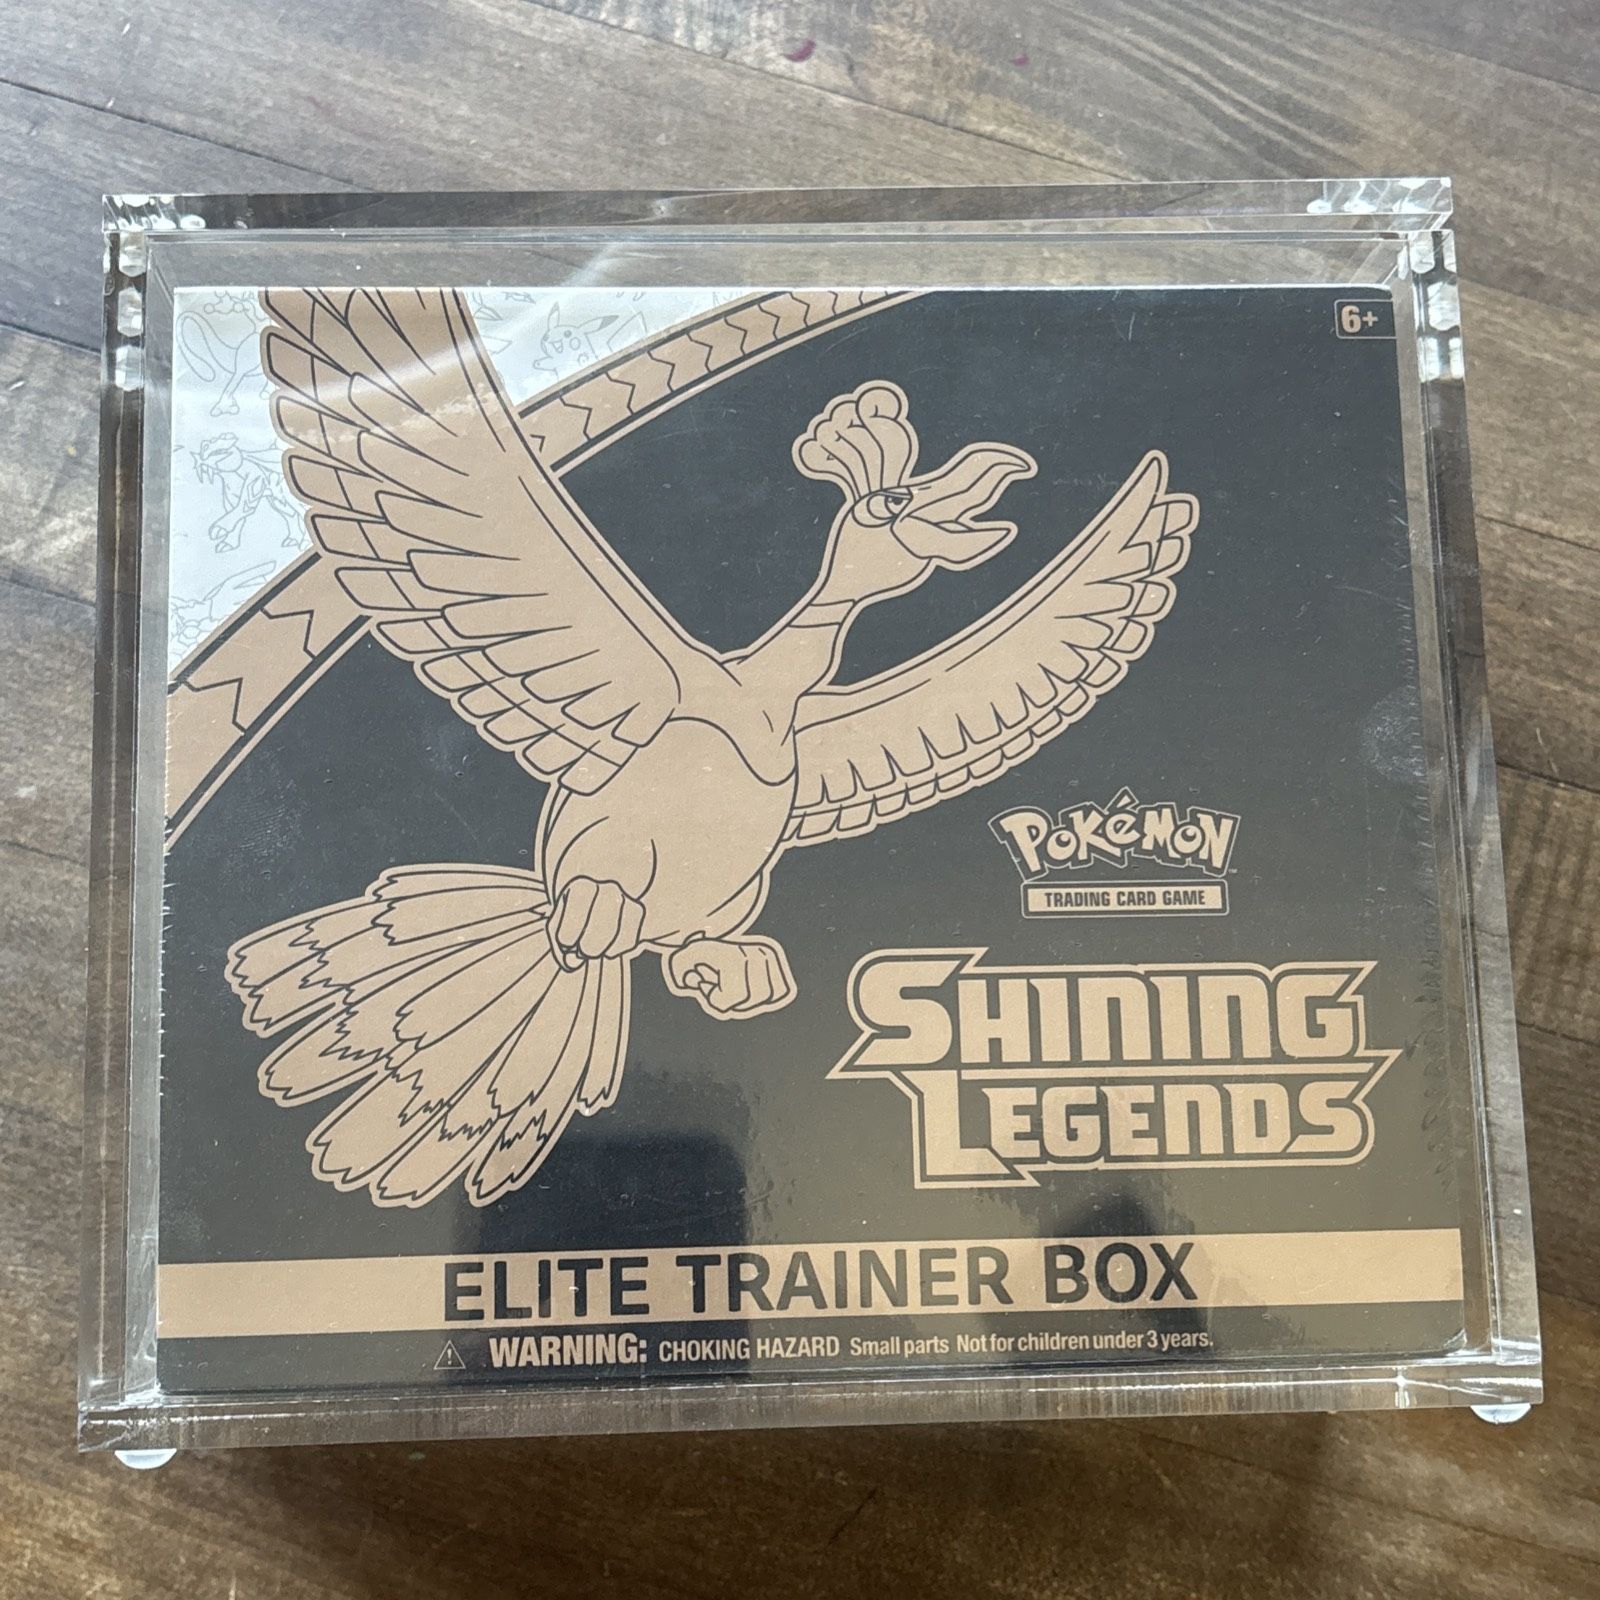 6+
POKéMON
TRADING CARD GAME
SHINING
LEGENDS
ELITE TRAINER BOX
WARNING: CHOKING HAZARD Small parts Not for children under 3 years.